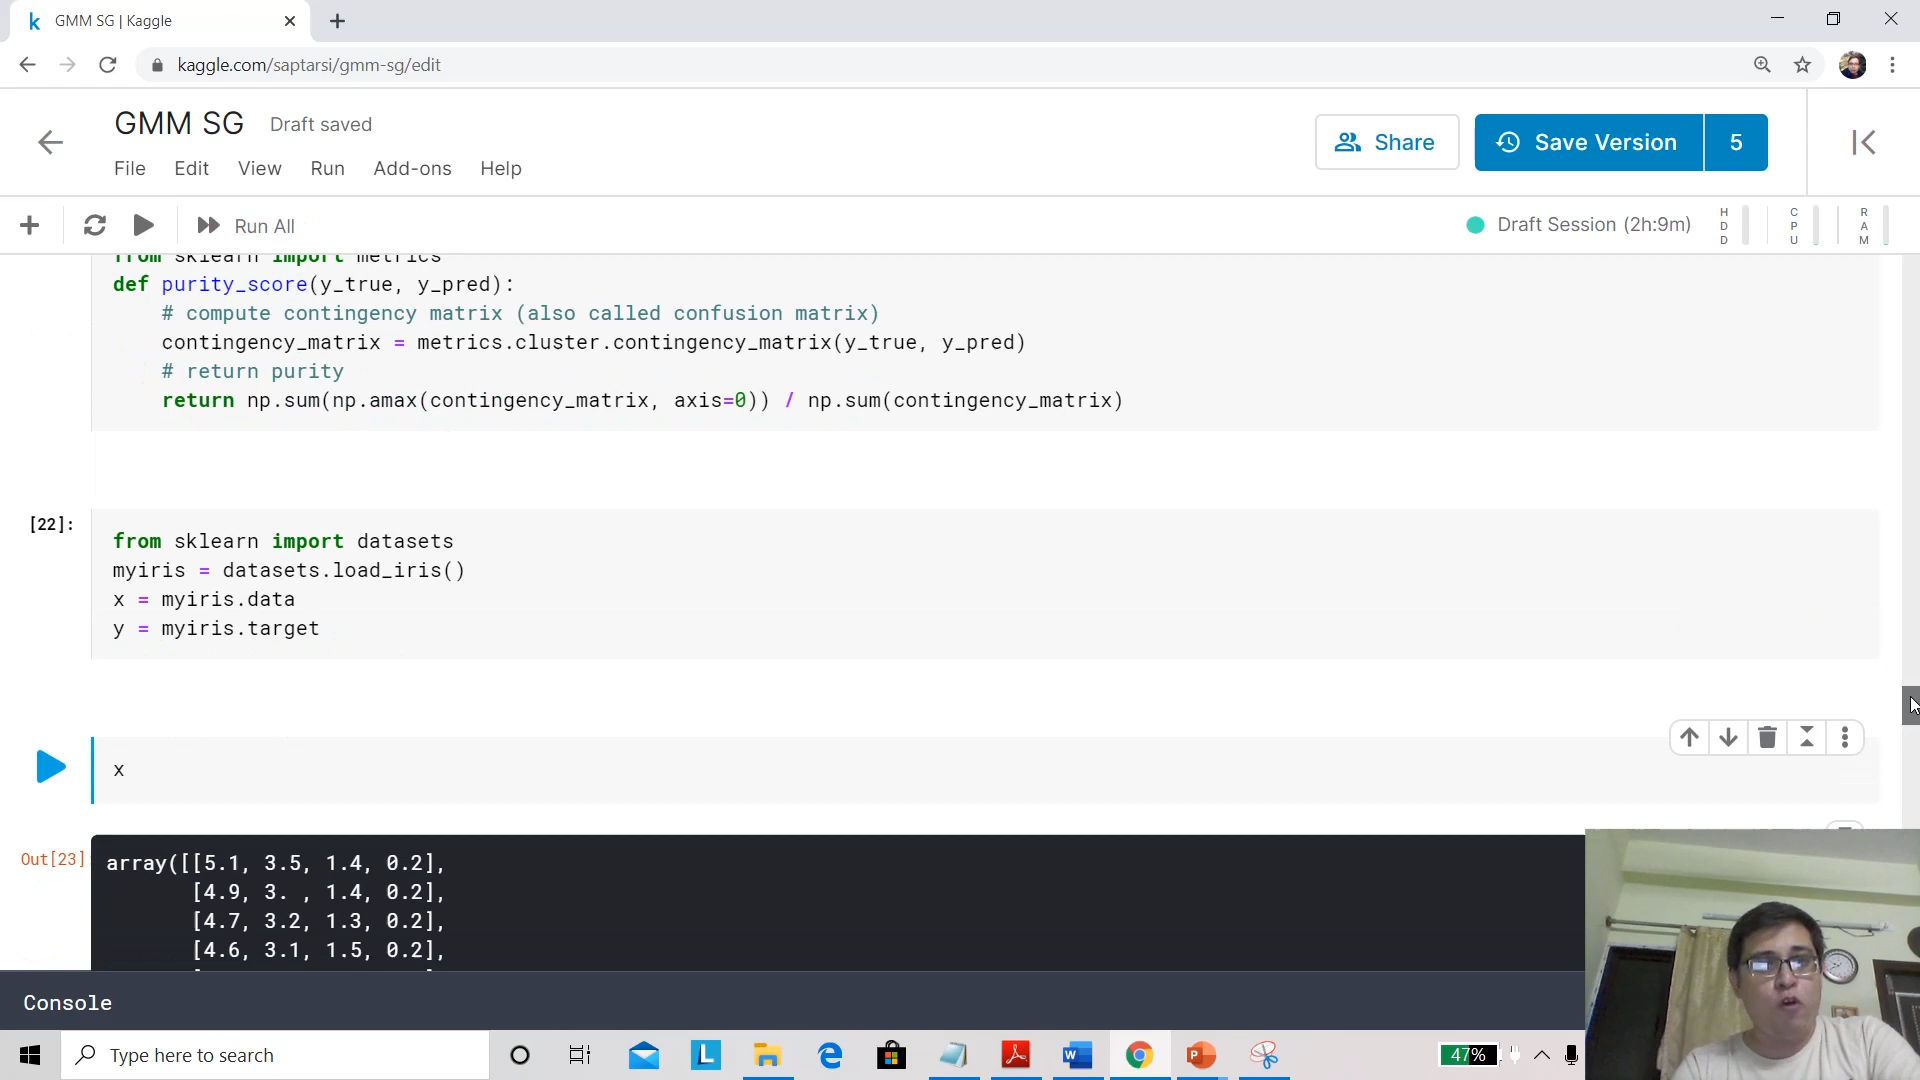 GMM SG | Kaggle
kaggle.com/saptarsi/gmm-sg/edit
GMM SG Draft saved
Share
Save Version 5
File Edit View Run Add-ons Help
Run All
Draft Session (2h:9m)
HDD
CPU
RAM
from sklearn import metrics
def purity_score(y_true, y_pred):
# compute contingency matrix (also called confusion matrix)
contingency_matrix = metrics.cluster.contingency_matrix(y_true, y_pred)
# return purity
return np.sum(np.amax(contingency_matrix, axis=0)) / np.sum(contingency_matrix)
[22]:
from sklearn import datasets
myiris = datasets.load_iris()
x = myiris.data
y = myiris.target
x
Out[23]
array([[5.1, 3.5, 1.4, 0.2],
[4.9, 3. , 1.4, 0.2],
[4.7, 3.2, 1.3, 0.2],
[4.6, 3.1, 1.5, 0.2],
Console
Type here to search
47%